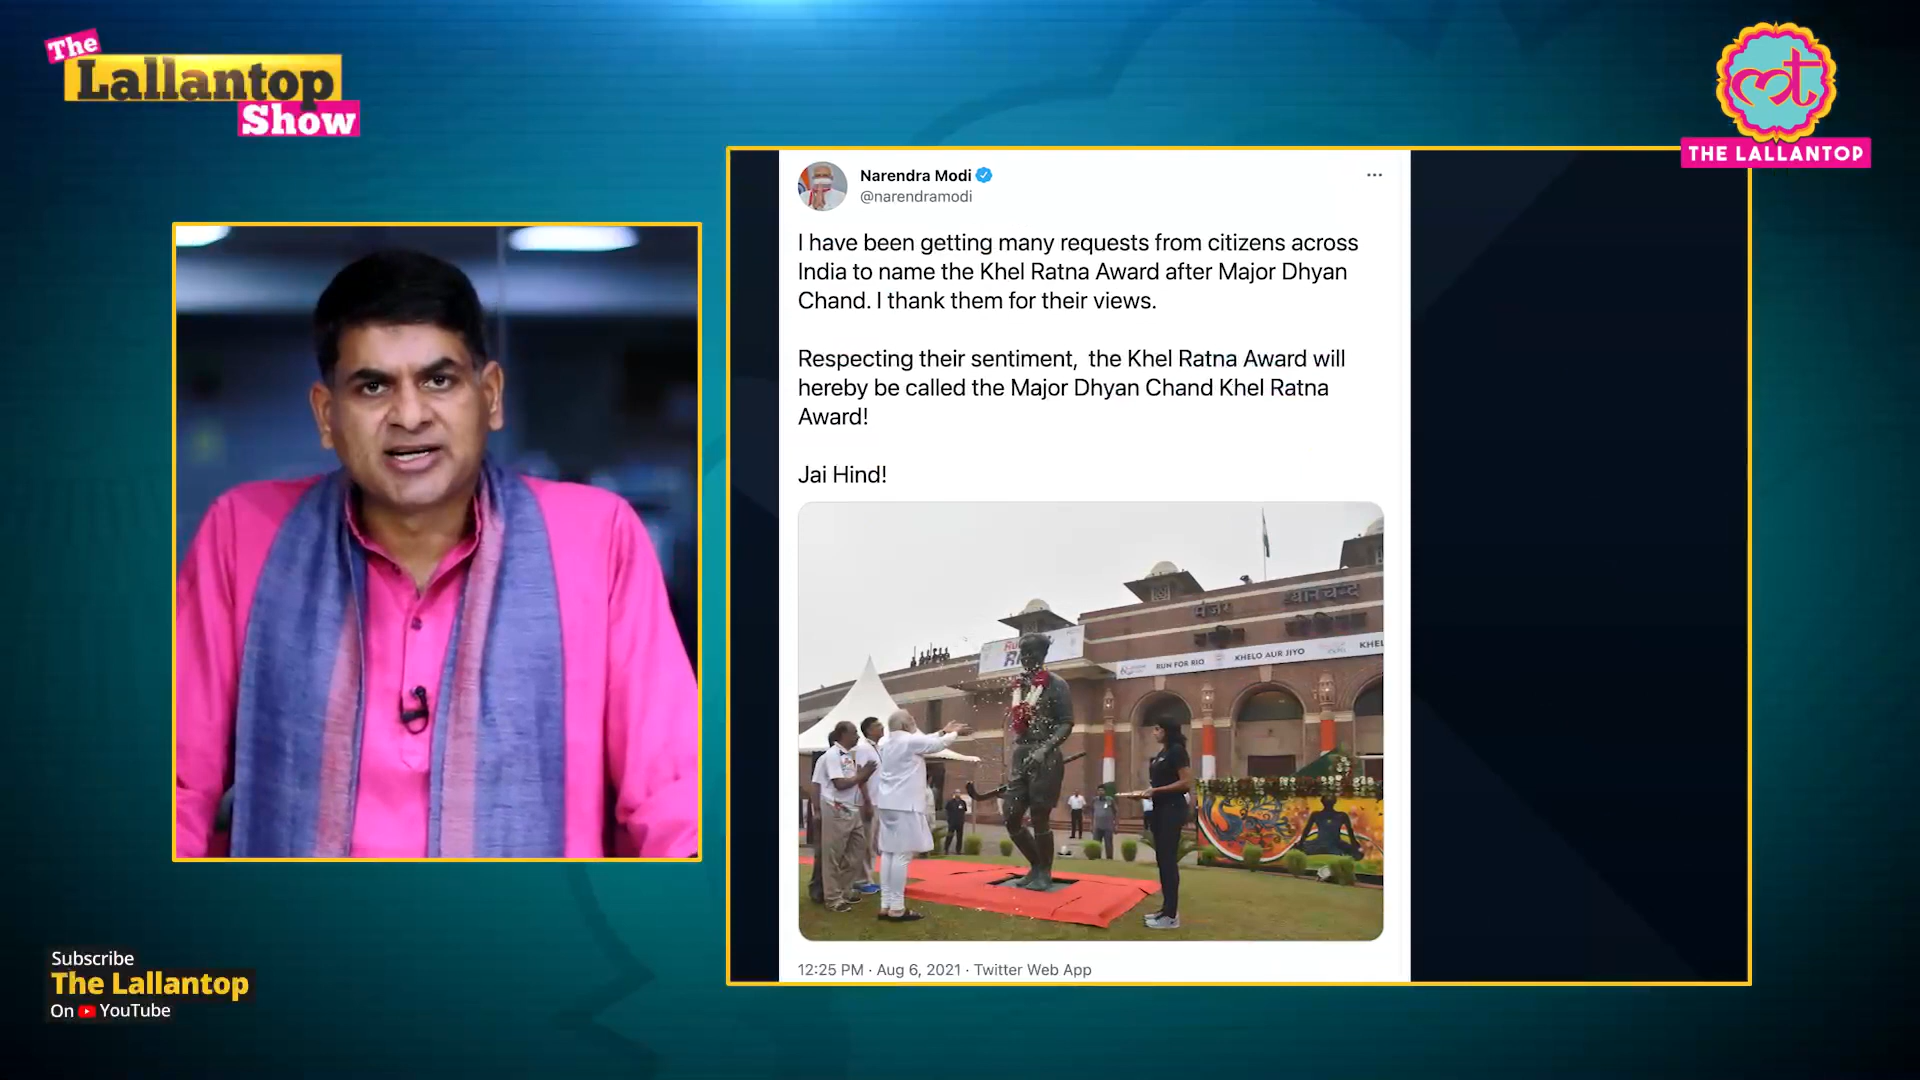 The
Lallantop
Show
THE LALLANTOP
Narendra Modi
@narendramodi
I have been getting many requests from citizens across
India to name the Khel Ratna Award after Major Dhyan
Chand. I thank them for their views.
Respecting their sentiment,  the Khel Ratna Award will
hereby be called the Major Dhyan Chand Khel Ratna
Award!
Jai Hind!
ध्यानचन्द
RUN FOR RIO
KHELO AUR JIYO
KHEL
12:25 PM · Aug 6, 2021 · Twitter Web App
Subscribe
The Lallantop
On YouTube